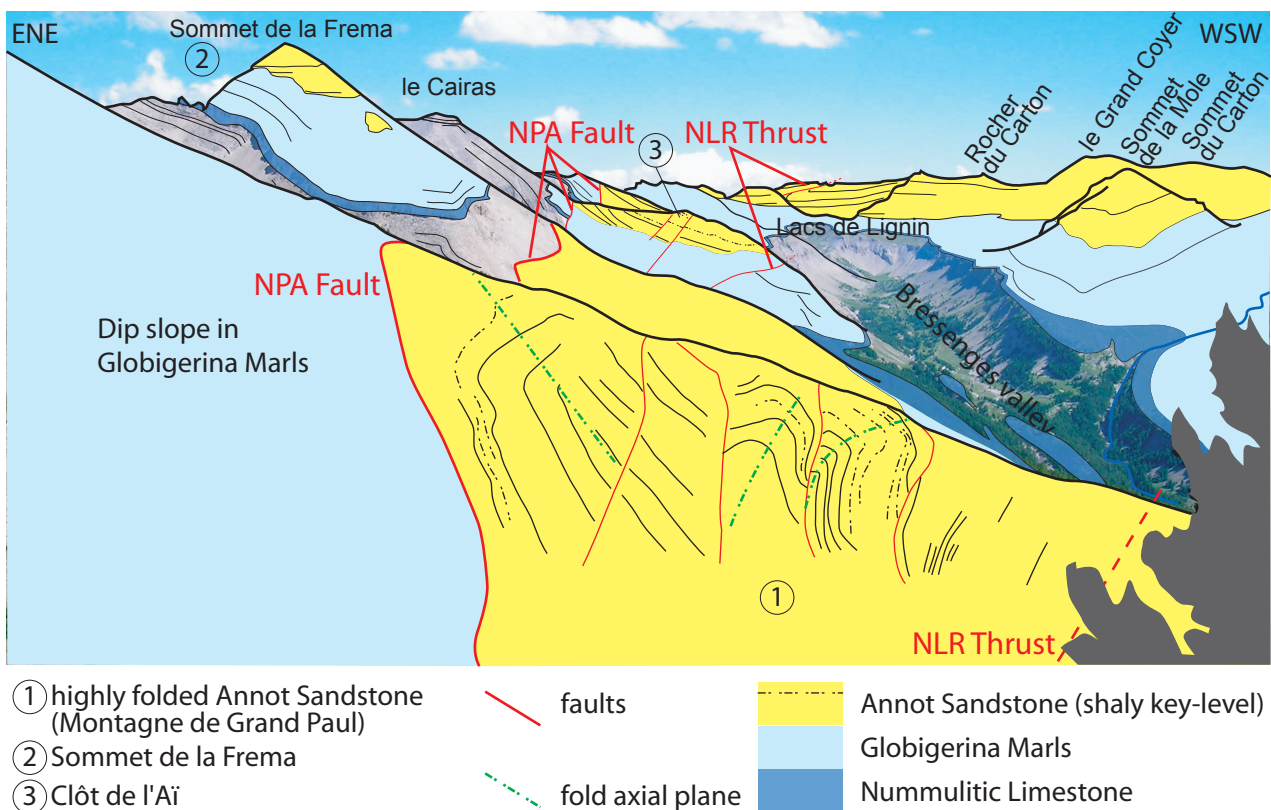 ENE
Sommet de la Frema
WSW
2
le Cairas
le Grand Coyer
Sommet
de la Mole
Sommet
du Carton
Rocher
du Carton
NPA Fault
3
NLR Thrust
Lacs de Lignin
NPA Fault
Bressenges valley
Dip slope in
Globigerina Marls
1
NLR Thrust
1 highly folded Annot Sandstone
(Montagne de Grand Paul)
2 Sommet de la Frema
3 Clôt de l'Aï
faults
fold axial plane
Annot Sandstone (shaly key-level)
Globigerina Marls
Nummulitic Limestone